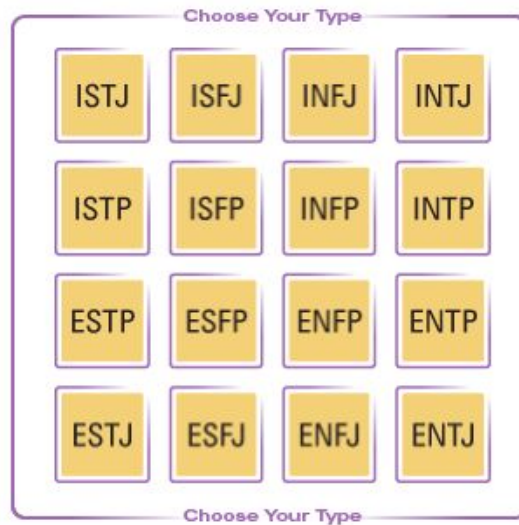 Choose Your Type
ISTJ ISFJ INFJ INTJ
ISTP ISFP INFP INTP
ESTP ESFP ENFP ENTP
ESTJ ESFJ ENFJ ENTJ
Choose Your Type